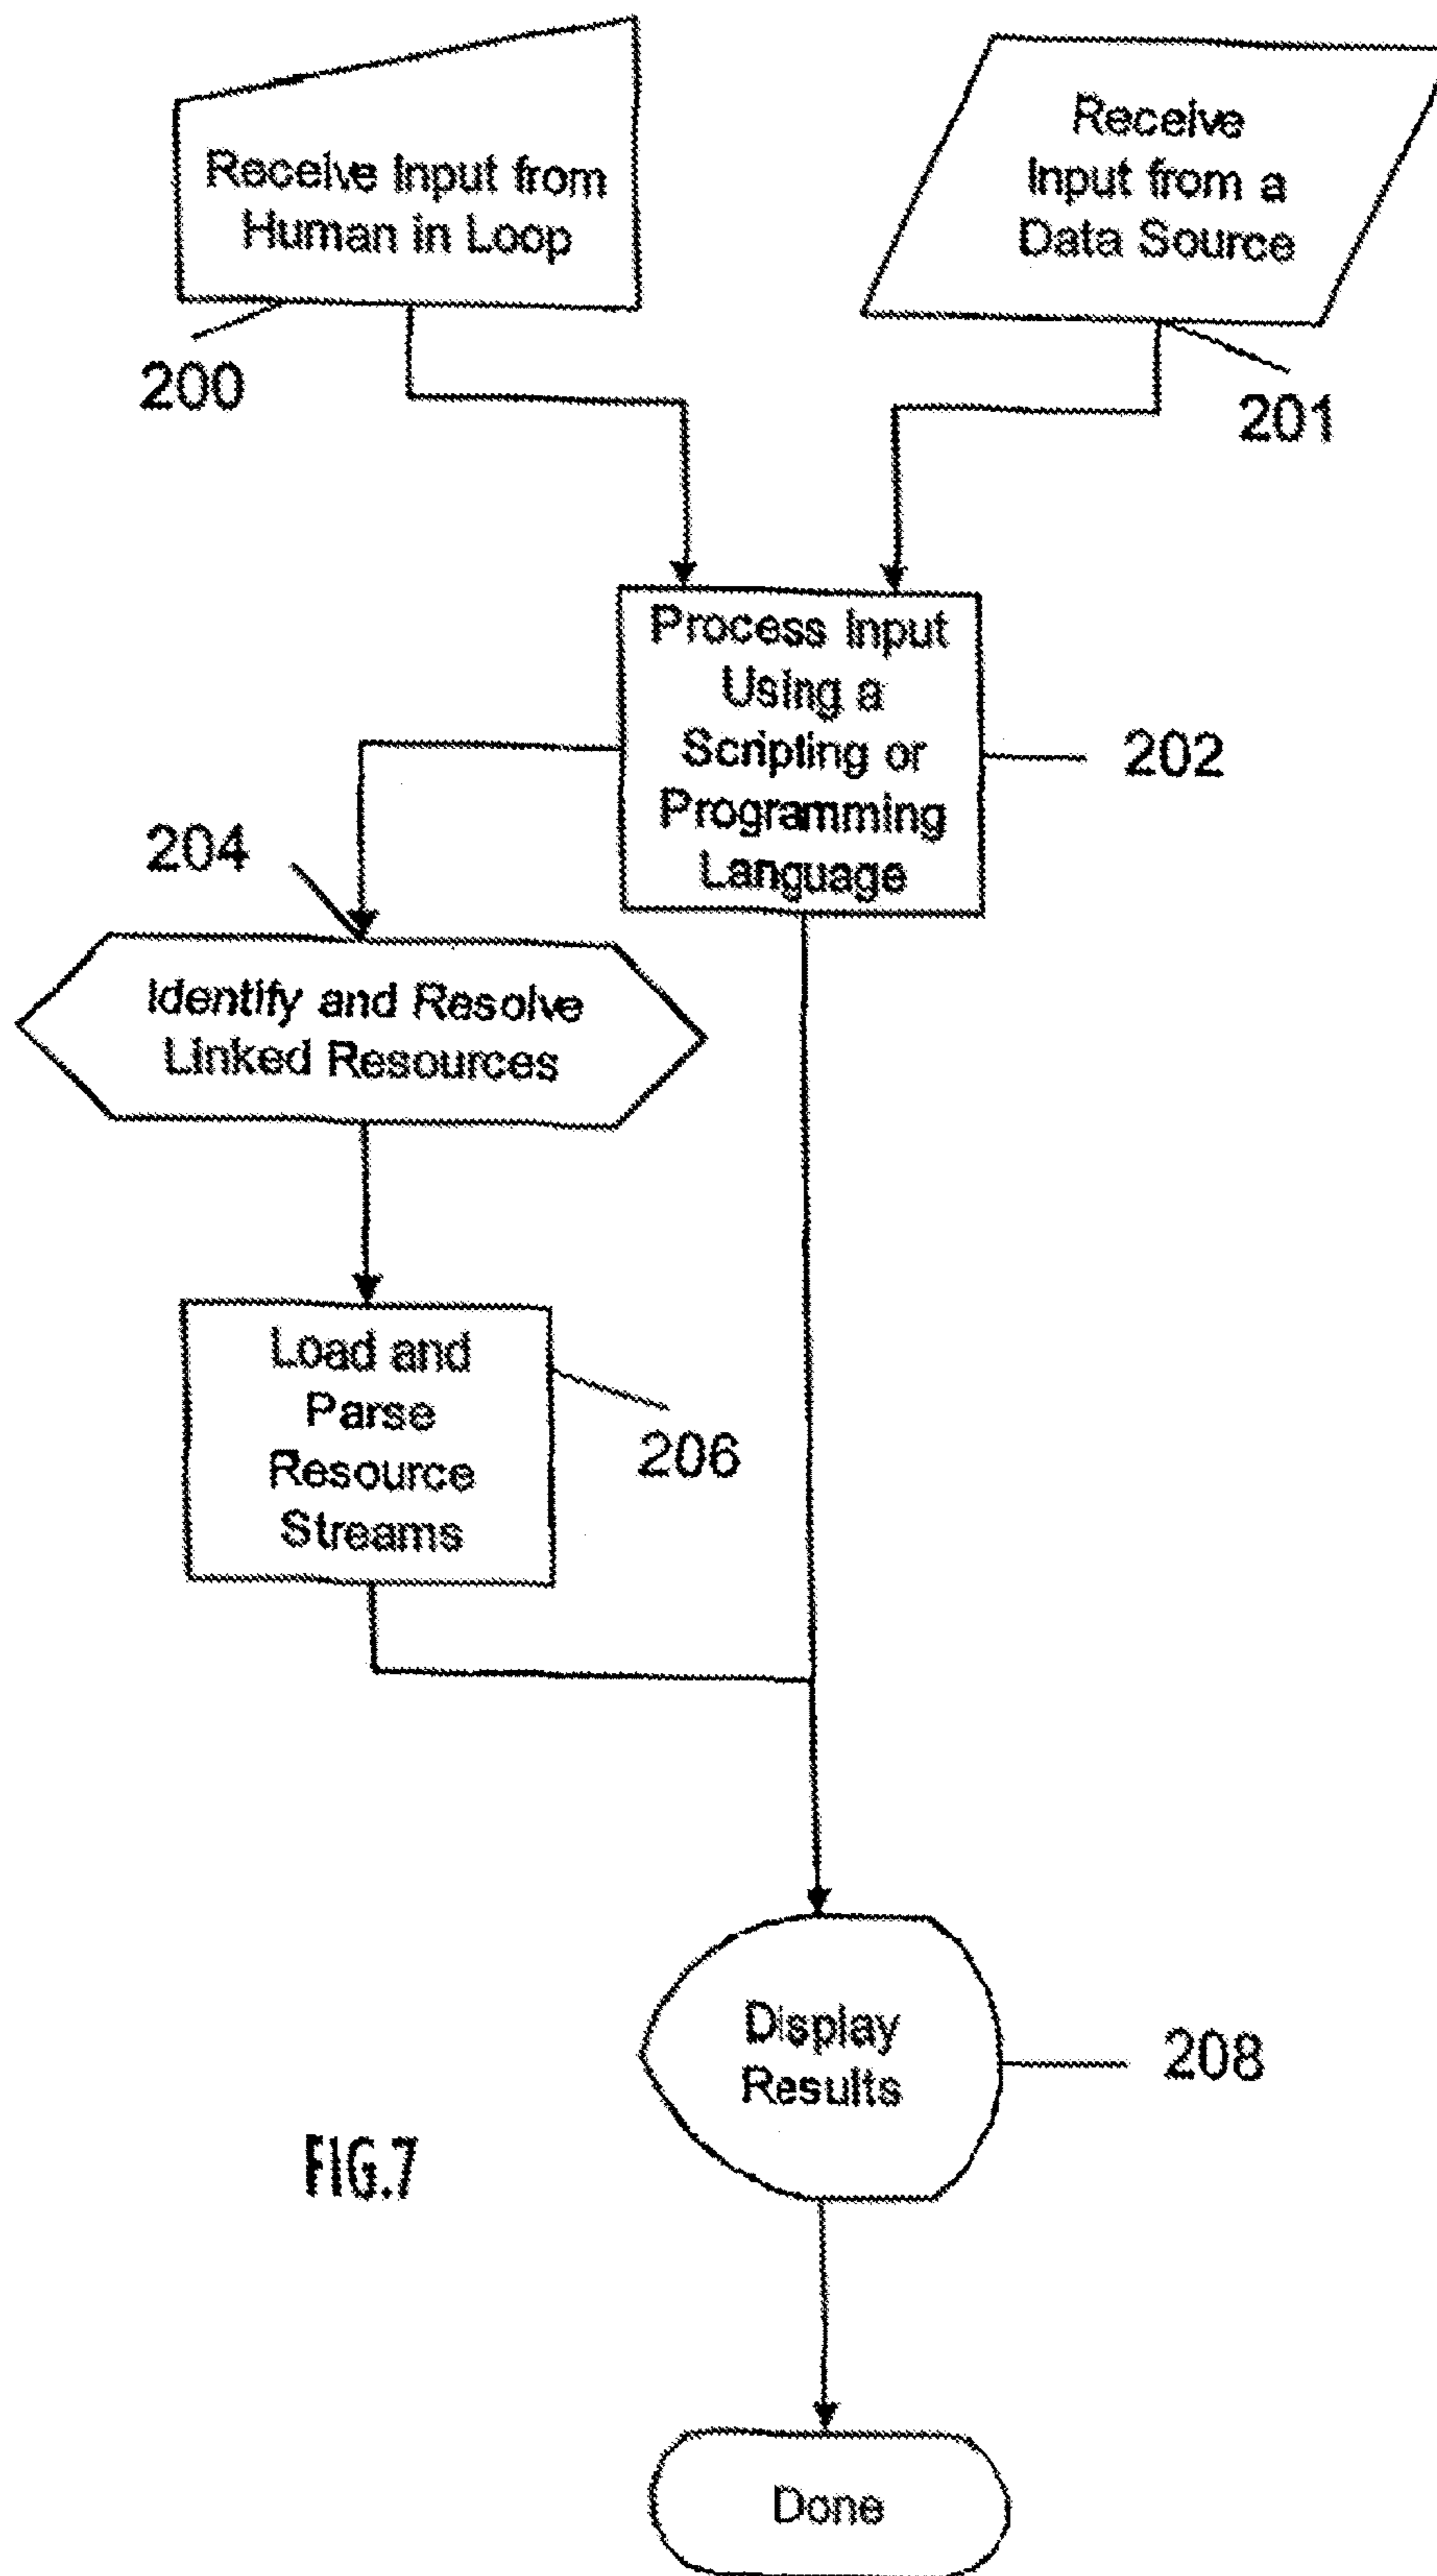 Receive Input from
Human in Loop
200
Receive
Input from a
Data Source
201
Process Input
Using a
Scripting or
Programming
Language
202
204
Identify and Resolve
Linked Resources
Load and
Parse
Resource
Streams
206
Display
Results
208
FIG.7
Done